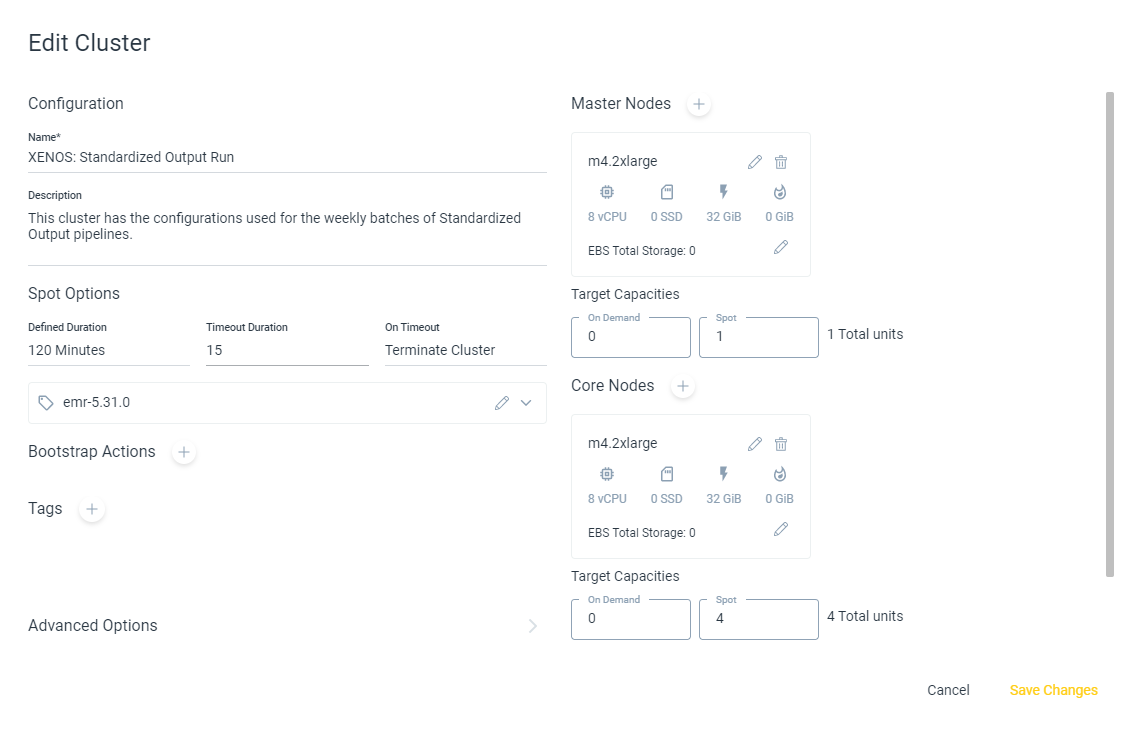 Edit Cluster
Configuration
Name*
XENOS: Standardized Output Run
Description
This cluster has the configurations used for the weekly batches of Standardized
Output pipelines.
Spot Options
Defined Duration Timeout Duration On Timeout
120 Minutes 15 Terminate Cluster
emr-5.31.0
Bootstrap Actions
Tags
Advanced Options
Master Nodes
m4.2xlarge
8 vCPU 0 SSD 32 GiB 0 GiB
EBS Total Storage: 0
Target Capacities
On Demand Spot
0 1 1 Total units
Core Nodes
m4.2xlarge
8 vCPU 0 SSD 32 GiB 0 GiB
EBS Total Storage: 0
Target Capacities
On Demand Spot
0 4 4 Total units
Cancel Save Changes